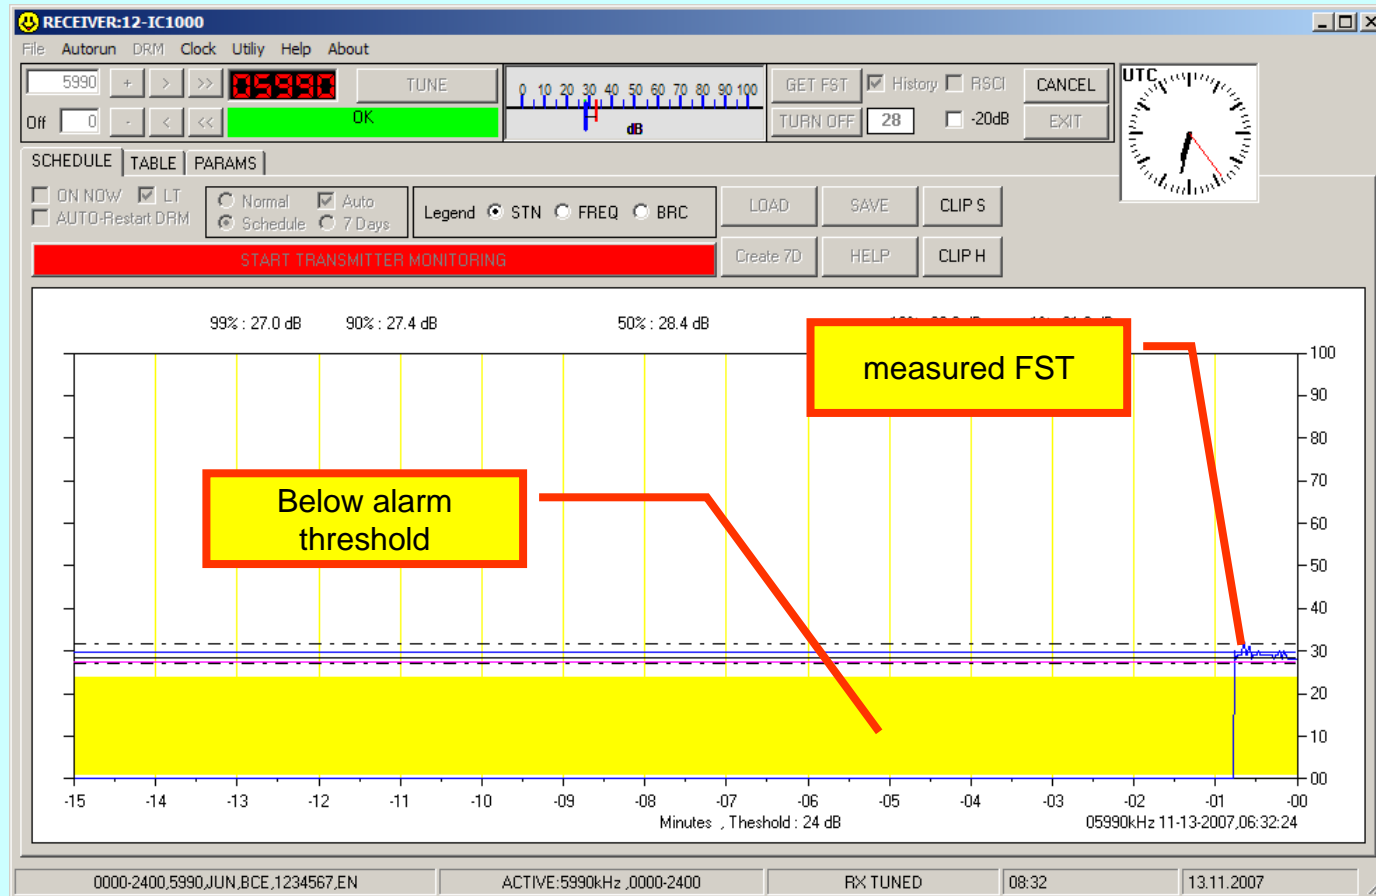 RECEIVER:12-IC1000
File Autorun DRM Clock Utiliy Help About
5990 + > >> 05990 TUNE
Off 0 - < << OK
0 10 20 30 40 50 60 70 80 90 100
dB
GET FST History RSCI CANCEL
TURN OFF 28 -20dB EXIT
UTC
SCHEDULE TABLE PARAMS
ON NOW LT
AUTO-Restart DRM
Normal Auto
Schedule 7 Days
Legend STN FREQ BRC
LOAD SAVE CLIP S
START TRANSMITTER MONITORING
Create 7D HELP CLIP H
99% : 27.0 dB 90% : 27.4 dB 50% : 28.4 dB
measured FST
Below alarm
threshold
100
90
80
70
60
50
40
30
20
10
00
-15 -14 -13 -12 -11 -10 -09 -08 -07 -06 -05 -04 -03 -02 -01 -00
Minutes , Theshold : 24 dB
05990kHz 11-13-2007,06:32:24
0000-2400,5990,JUN,BCE,1234567,EN ACTIVE:5990kHz ,0000-2400 RX TUNED 08:32 13.11.2007